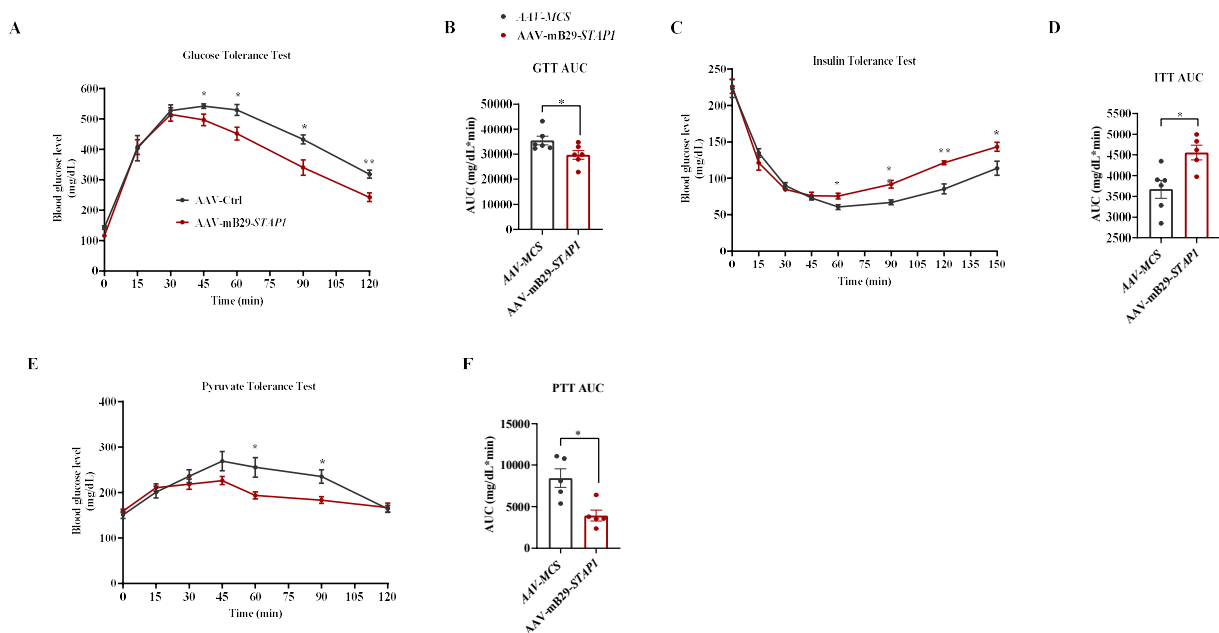 A
Glucose Tolerance Test
Blood glucose level
(mg/dL)
600
500
400
300
200
100
0
*
*
*
**
AAV-Ctrl
AAV-mB29-STAP1
0 15 30 45 60 75 90 105 120
Time (min)
AAV-MCS
AAV-mB29-STAP1
B
GTT AUC
AUC (mg/dL*min)
50000
40000
30000
20000
10000
0
*
AAV-MCS
AAV-mB29-STAP1
C
Insulin Tolerance Test
Blood glucose level
(mg/dL)
250
200
150
100
50
0
*
*
*
**
*
0 15 30 45 60 75 90 105 120 135 150
Time (min)
D
ITT AUC
AUC (mg/dL*min)
5500
5000
4500
4000
3500
3000
2500
*
AAV-MCS
AAV-mB29-STAP1
E
Pyruvate Tolerance Test
Blood glucose level
(mg/dL)
400
300
200
100
0
*
*
0 15 30 45 60 75 90 105 120
Time (min)
F
PTT AUC
AUC (mg/dL*min)
15000
10000
5000
0
*
AAV-MCS
AAV-mB29-STAP1